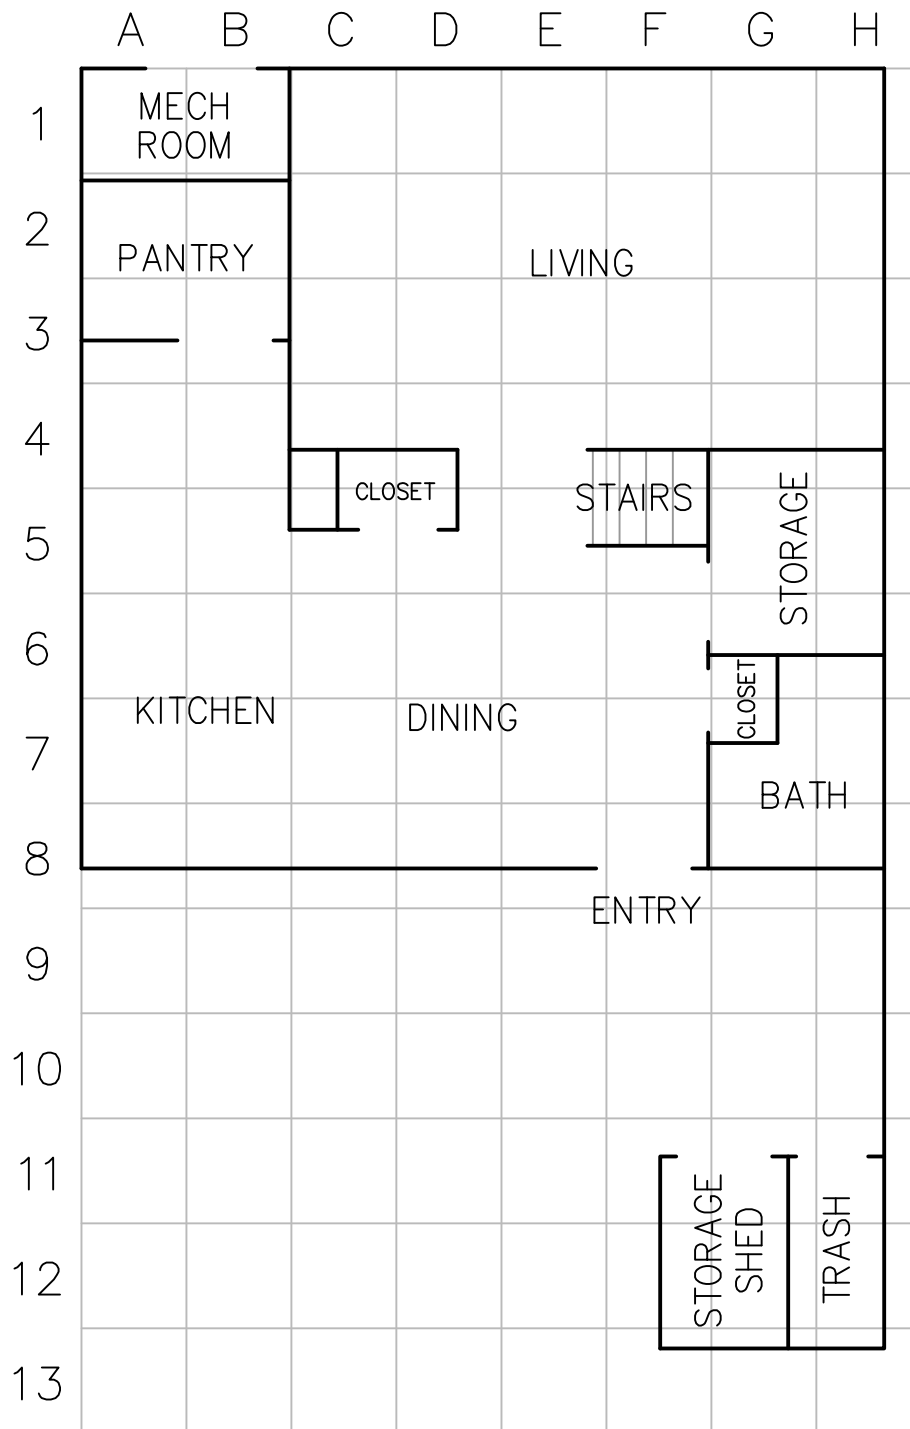 A B C D E F G H
1
MECH
ROOM
2
PANTRY
LIVING
3
4
CLOSET
STAIRS
STORAGE
5
6
CLOSET
KITCHEN
DINING
7
BATH
8
ENTRY
9
10
11
STORAGE
SHED
TRASH
12
13